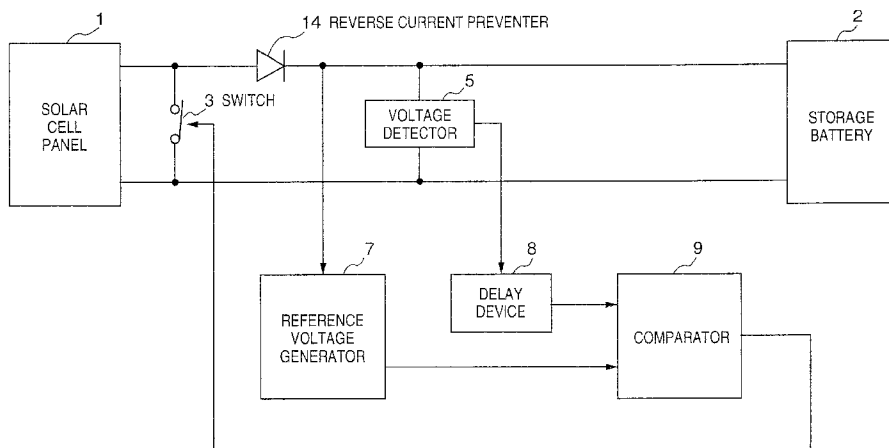 1
14 REVERSE CURRENT PREVENTER
2
SOLAR
CELL
PANEL
3 SWITCH
5
VOLTAGE
DETECTOR
STORAGE
BATTERY
7
REFERENCE
VOLTAGE
GENERATOR
8
DELAY
DEVICE
9
COMPARATOR